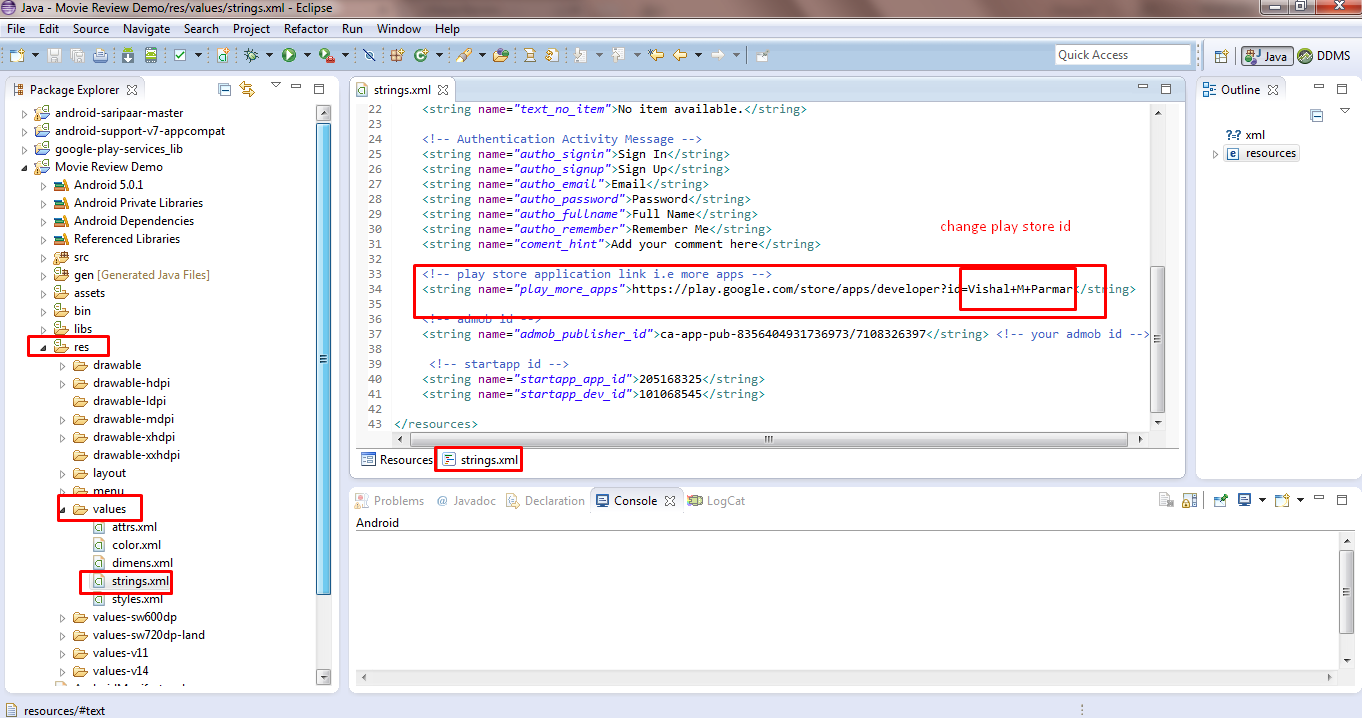 Java - Movie Review Demo/res/values/strings.xml - Eclipse
File Edit Source Navigate Search Project Refactor Run Window Help
Quick Access
Java
DDMS
Package Explorer
android-saripaar-master
android-support-v7-appcompat
google-play-services_lib
Movie Review Demo
Android 5.0.1
Android Private Libraries
Android Dependencies
Referenced Libraries
src
gen [Generated Java Files]
assets
bin
libs
res
drawable
drawable-hdpi
drawable-ldpi
drawable-mdpi
drawable-xhdpi
drawable-xxhdpi
layout
menu
values
attrs.xml
color.xml
dimens.xml
strings.xml
styles.xml
values-sw600dp
values-sw720dp-land
values-v11
values-v14
strings.xml
22 <string name="text_no_item">No item available.</string>
23
24 <!-- Authentication Activity Message -->
25 <string name="autho_signin">Sign In</string>
26 <string name="autho_signup">Sign Up</string>
27 <string name="autho_email">Email</string>
28 <string name="autho_password">Password</string>
29 <string name="autho_fullname">Full Name</string>
30 <string name="autho_remember">Remember Me</string>
31 <string name="coment_hint">Add your comment here</string>
change play store id
32
33 <!-- play store application link i.e more apps -->
34 <string name="play_more_apps">https://play.google.com/store/apps/developer?id=Vishal+M+Parmar</string>
35
36 <!-- admob id -->
37 <string name="admob_publisher_id">ca-app-pub-8356404931736973/7108326397</string> <!-- your admob id -->
38
39 <!-- startapp id -->
40 <string name="startapp_app_id">205168325</string>
41 <string name="startapp_dev_id">101068545</string>
42
43 </resources>
Resources
strings.xml
Outline
xml
resources
Problems
@ Javadoc
Declaration
Console
LogCat
Android
resources/#text